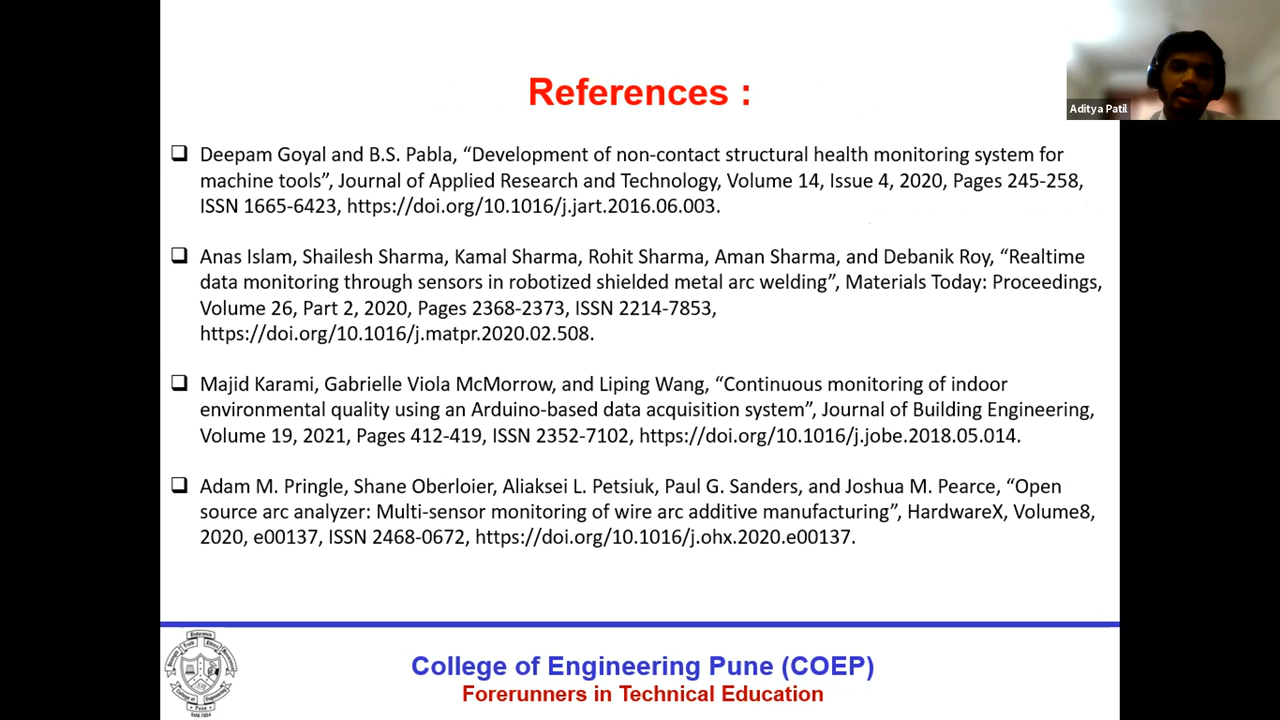 References :
Aditya Patil
❑ Deepam Goyal and B.S. Pabla, “Development of non-contact structural health monitoring system for
machine tools”, Journal of Applied Research and Technology, Volume 14, Issue 4, 2020, Pages 245-258,
ISSN 1665-6423, https://doi.org/10.1016/j.jart.2016.06.003.
❑ Anas Islam, Shailesh Sharma, Kamal Sharma, Rohit Sharma, Aman Sharma, and Debanik Roy, “Realtime
data monitoring through sensors in robotized shielded metal arc welding”, Materials Today: Proceedings,
Volume 26, Part 2, 2020, Pages 2368-2373, ISSN 2214-7853,
https://doi.org/10.1016/j.matpr.2020.02.508.
❑ Majid Karami, Gabrielle Viola McMorrow, and Liping Wang, “Continuous monitoring of indoor
environmental quality using an Arduino-based data acquisition system”, Journal of Building Engineering,
Volume 19, 2021, Pages 412-419, ISSN 2352-7102, https://doi.org/10.1016/j.jobe.2018.05.014.
❑ Adam M. Pringle, Shane Oberloier, Aliaksei L. Petsiuk, Paul G. Sanders, and Joshua M. Pearce, “Open
source arc analyzer: Multi-sensor monitoring of wire arc additive manufacturing”, HardwareX, Volume8,
2020, e00137, ISSN 2468-0672, https://doi.org/10.1016/j.ohx.2020.e00137.
College of Engineering Pune (COEP)
Forerunners in Technical Education